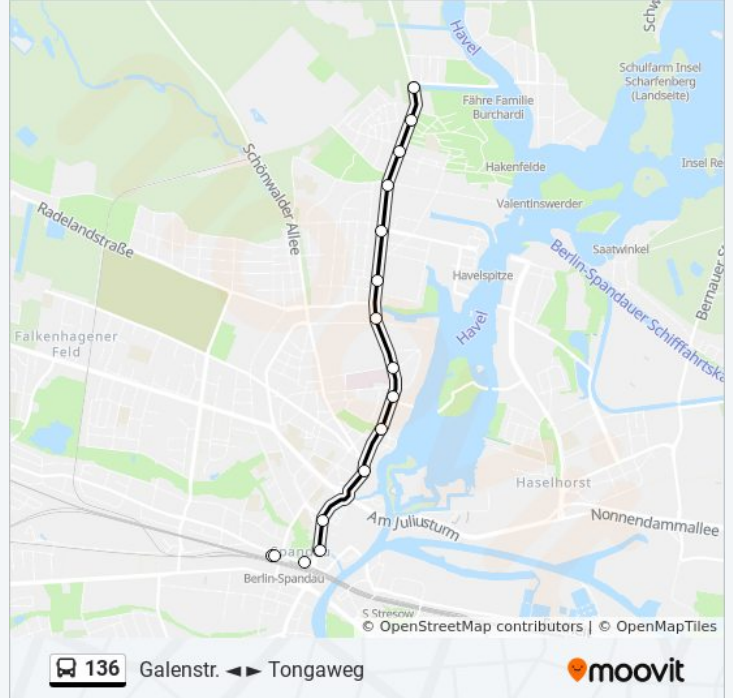 Havel
Schw
Schulfarm Insel
Scharfenberg
(Landseite)
Fähre Familie
Burchardi
Schönwalder Allee
Hakenfelde
Insel Re
Valentinswerder
Radelandstraße
Saatwinkel
Berlin-Spandauer Schifffahrtska
Havelspitze
Bernauer S
Havel
Falkenhagener
Feld
Haselhorst
Am Juliusturm
Nonnendammallee
Spandau
Berlin-Spandau
S Stresow
© OpenStreetMap contributors | © OpenMapTiles
136 Galenstr. ◄► Tongaweg
moovit